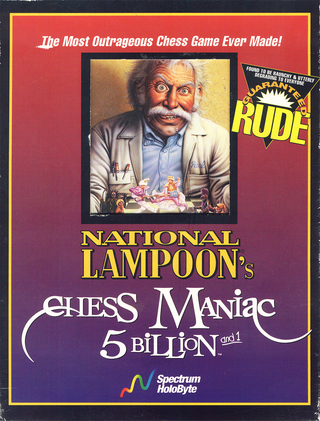 The Most Outrageous Chess Game Ever Made!
FOUND TO BE RAUNCHY & UTTERLY
DEGRADING TO EVERYONE
GUARANTEED
RUDE
NATIONAL
LAMPOON's
CHESS MANIAC
5 BILLION and 1
Spectrum
HoloByte